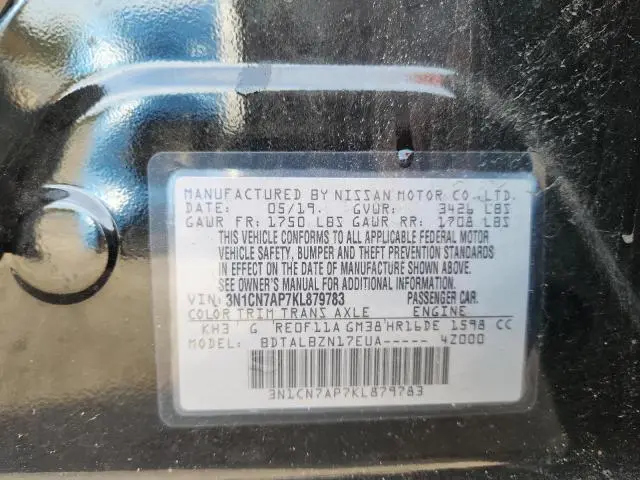 MANUFACTURED BY NISSAN MOTOR CO.,LTD.
DATE: 05/19. GVWR: 3426 LBS
GAWR FR: 1750 LBS GAWR RR: 1708 LBS
THIS VEHICLE CONFORMS TO ALL APPLICABLE FEDERAL MOTOR
VEHICLE SAFETY, BUMPER AND THEFT PREVENTION STANDARDS
IN EFFECT ON THE DATE OF MANUFACTURE SHOWN ABOVE.
SEE OWNER'S MANUAL FOR ADDITIONAL INFORMATION.
VIN: 3N1CN7AP7KL879783 PASSENGER CAR.
COLOR TRIM TRANS AXLE ENGINE
KH3 G RE0F11A GM38 HR16DE 1598 CC
MODEL: BDTALBZN17EUA----- 4Z000
3N1CN7AP7KL879783